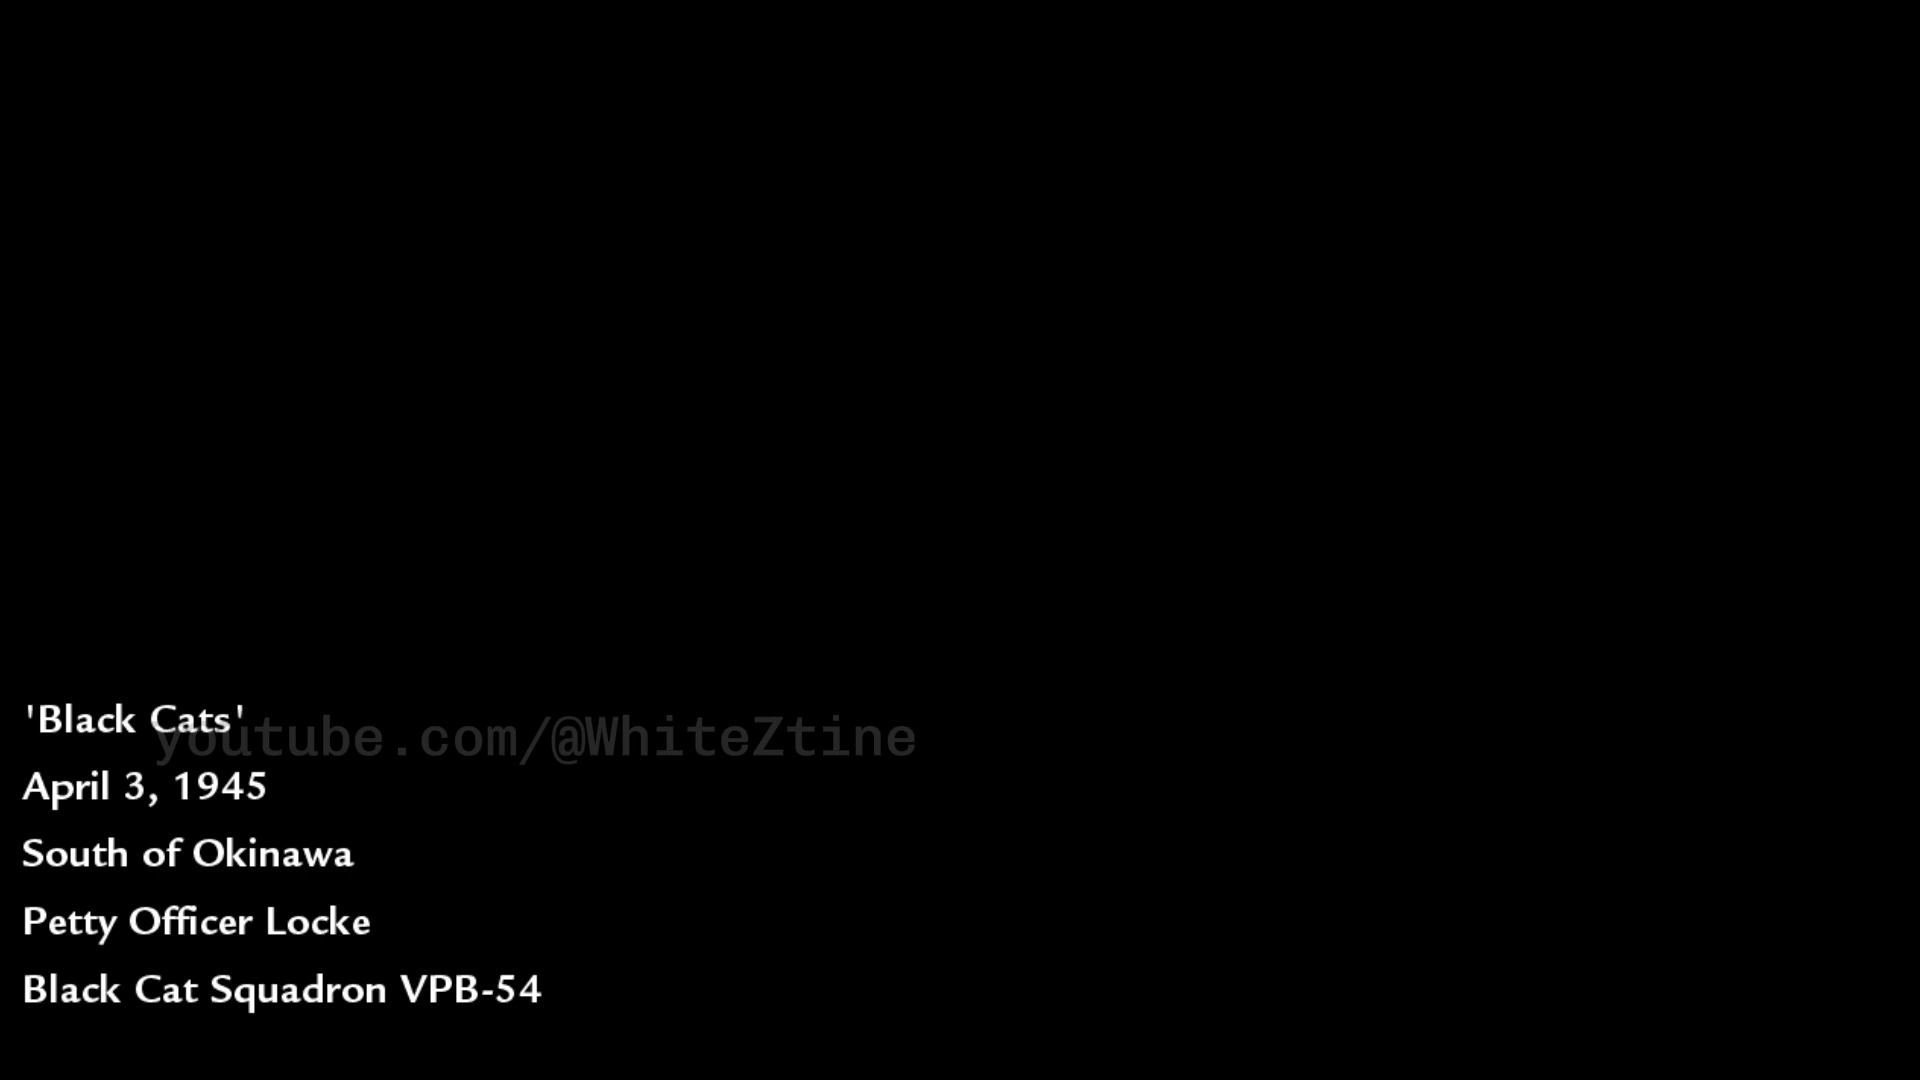 'Black Cats'
youtube.com/@WhiteZtine
April 3, 1945
South of Okinawa
Petty Officer Locke
Black Cat Squadron VPB-54